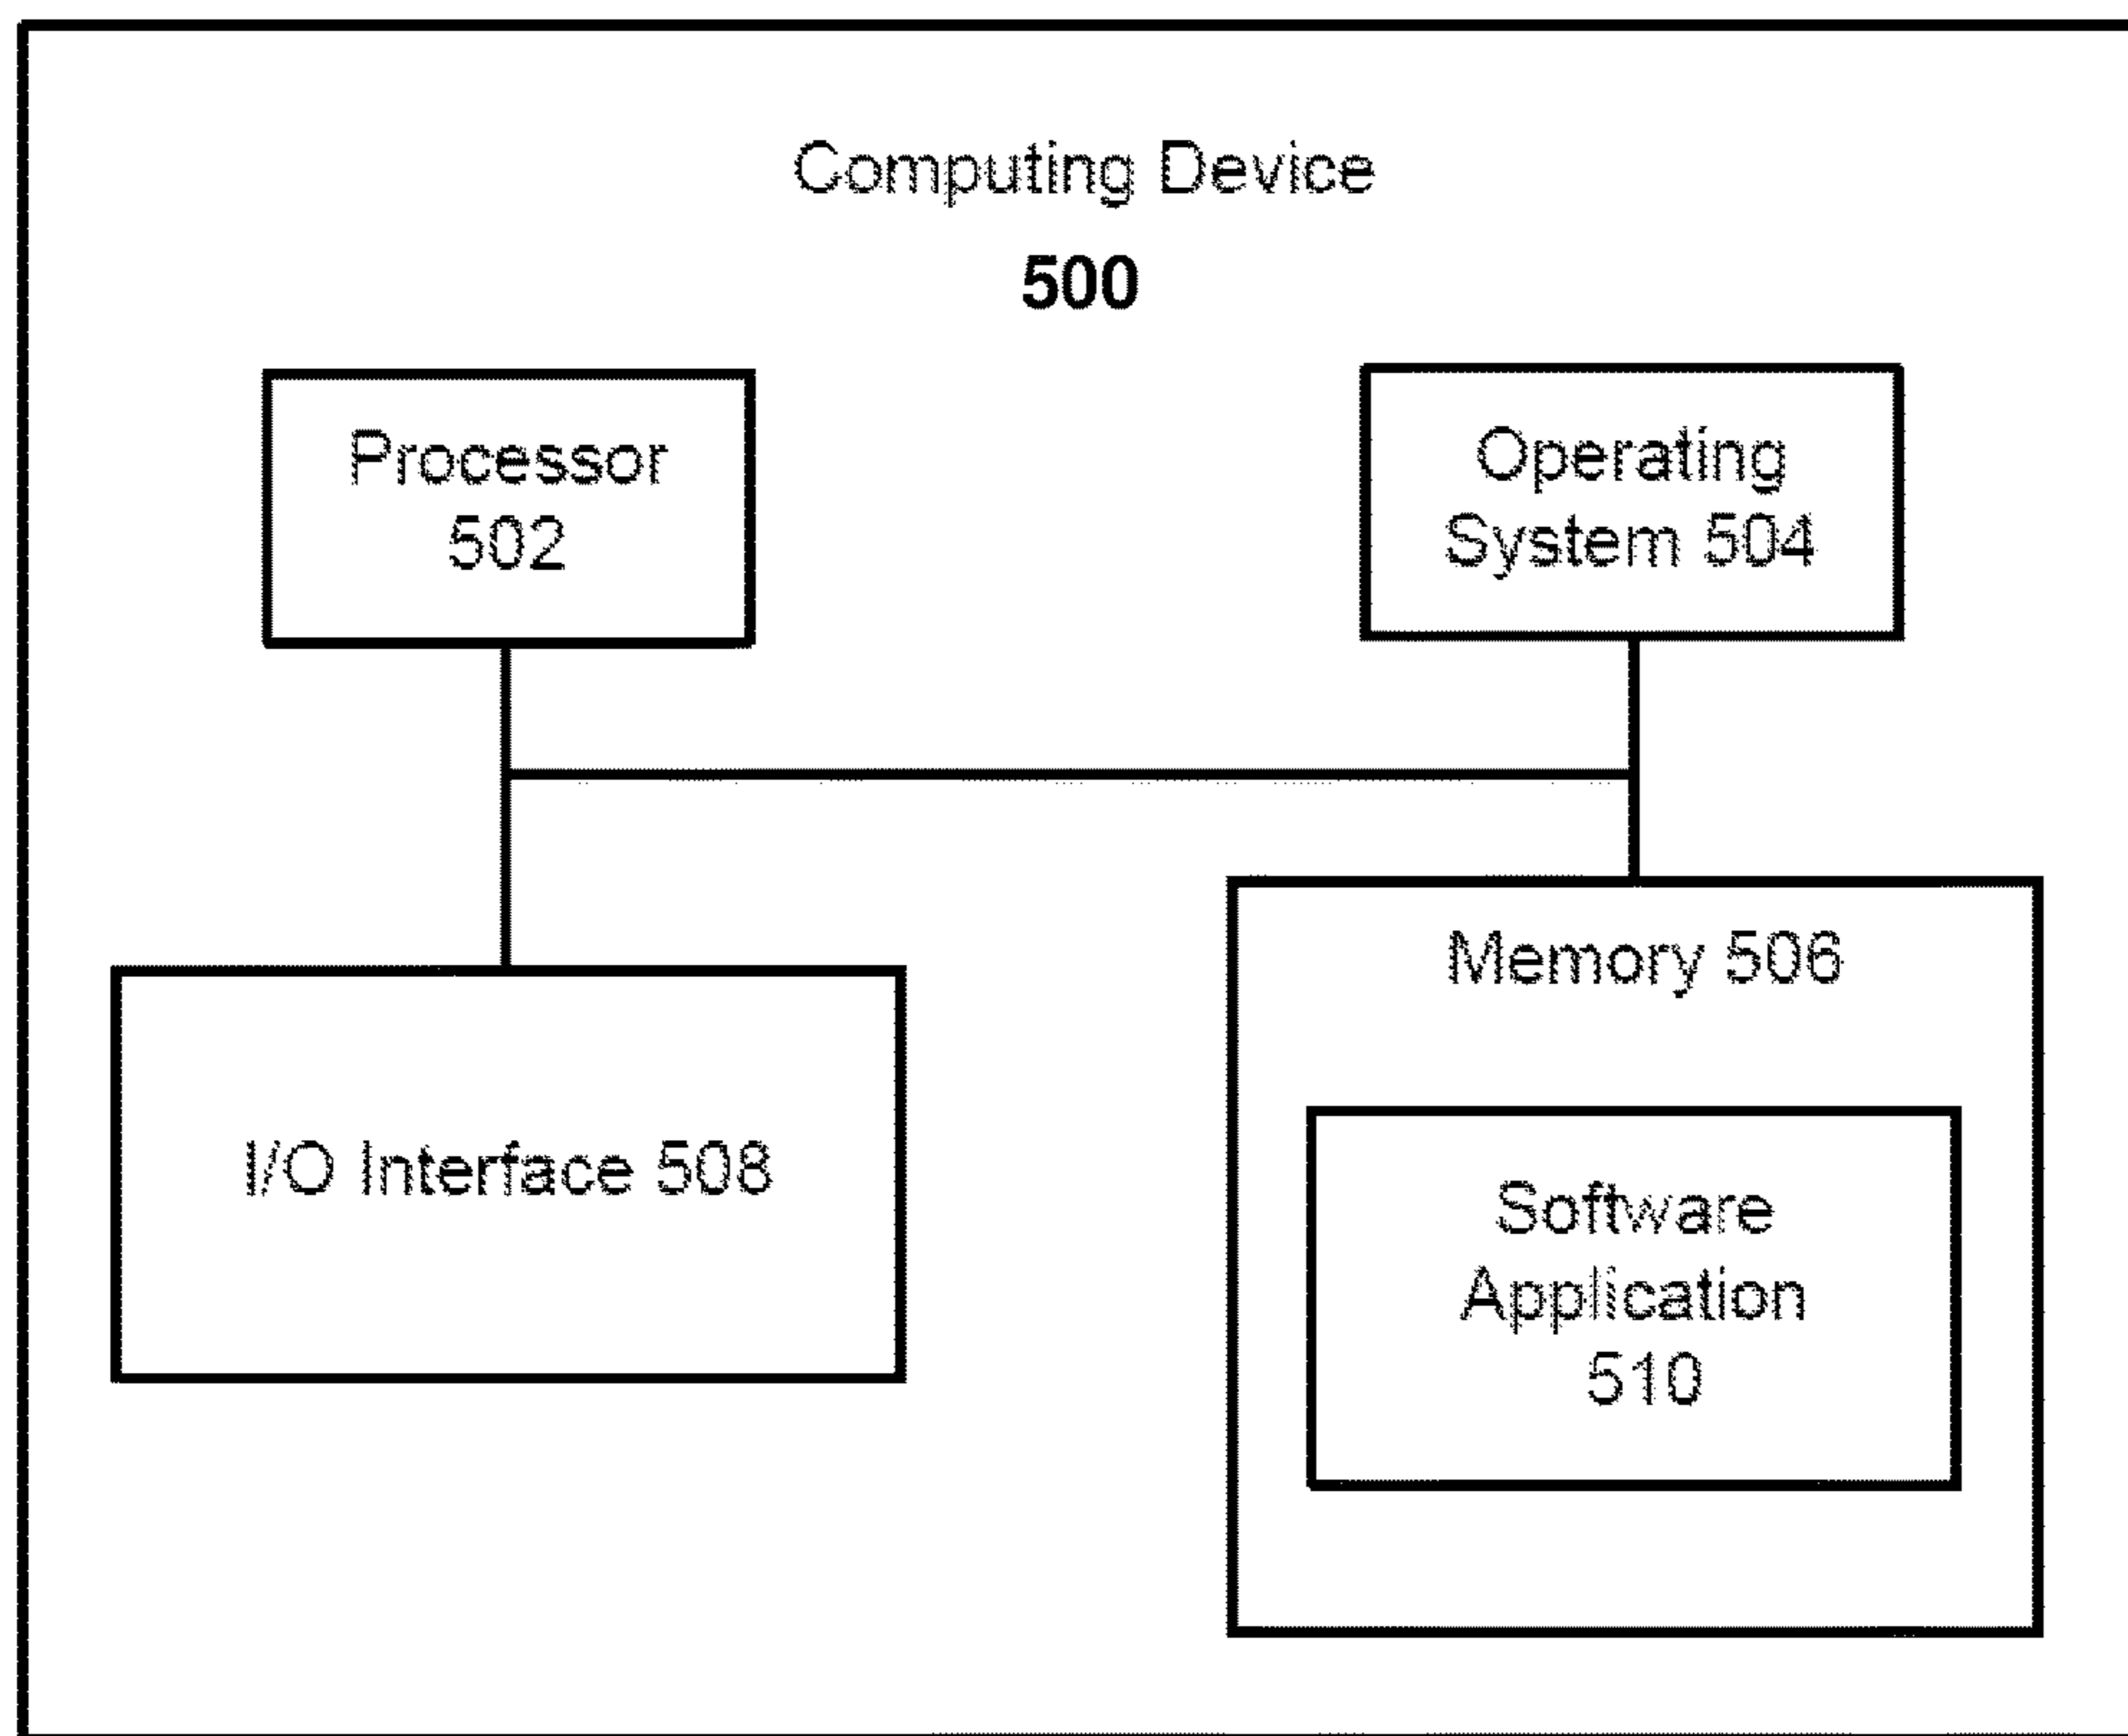 Computing Device
500
Processor
502
Operating
System 504
Memory 506
I/O Interface 508
Software
Application
510